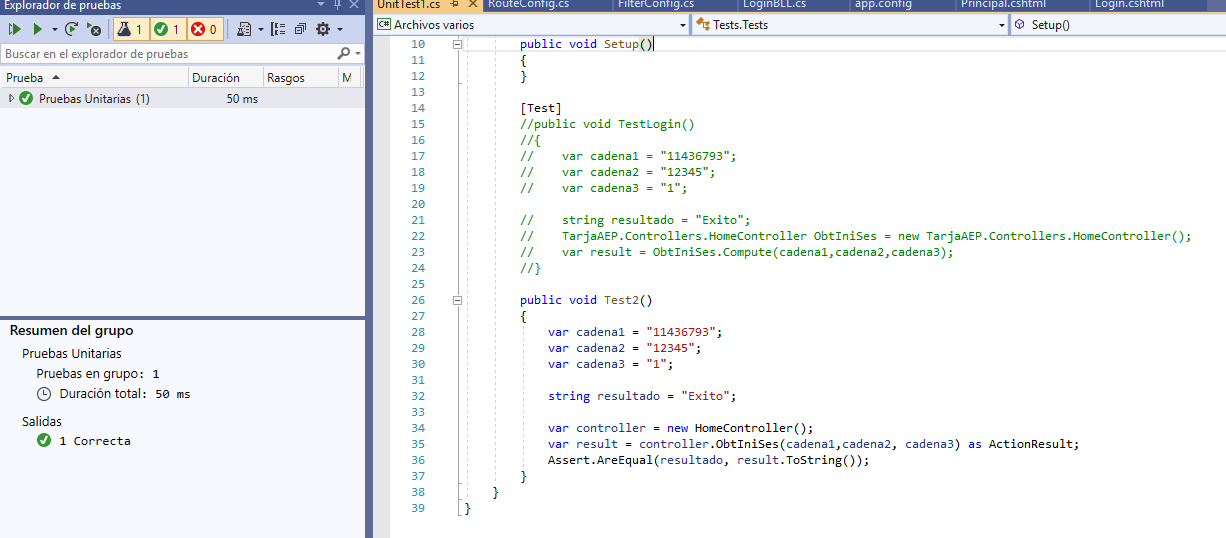 Explorador de pruebas
1 1 0
Buscar en el explorador de pruebas
Prueba Duración Rasgos M
Pruebas Unitarias (1) 50 ms
Resumen del grupo
Pruebas Unitarias
Pruebas en grupo: 1
Duración total: 50 ms
Salidas
1 Correcta
UnitTest1.cs RouteConfig.cs FilterConfig.cs LoginBLL.cs app.config Principal.cshtml Login.cshtml
C# Archivos varios Tests.Tests Setup()
10 public void Setup()
11 {
12 }
13
14 [Test]
15 //public void TestLogin()
16 //{
17 // var cadena1 = "11436793";
18 // var cadena2 = "12345";
19 // var cadena3 = "1";
20
21 // string resultado = "Exito";
22 // TarjaAEP.Controllers.HomeController ObtIniSes = new TarjaAEP.Controllers.HomeController();
23 // var result = ObtIniSes.Compute(cadena1,cadena2,cadena3);
24 //}
25
26 public void Test2()
27 {
28 var cadena1 = "11436793";
29 var cadena2 = "12345";
30 var cadena3 = "1";
31
32 string resultado = "Exito";
33
34 var controller = new HomeController();
35 var result = controller.ObtIniSes(cadena1,cadena2, cadena3) as ActionResult;
36 Assert.AreEqual(resultado, result.ToString());
37 }
38 }
39 }